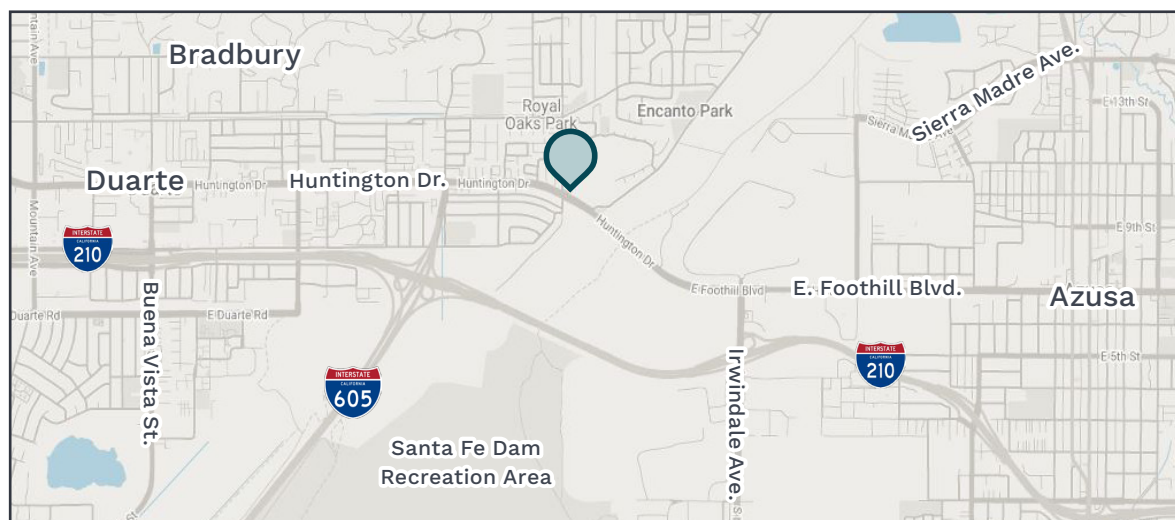 Bradbury
Mountain Ave
Royal
Oaks Park
Encanto Park
Sierra Madre Ave.
E 13th St
Duarte
Huntington Dr
Huntington Dr.
Huntington Dr
E 9th St
INTERSTATE
CALIFORNIA
210
Mountain Ave
Huntington Dr
E Foothill Blvd
E. Foothill Blvd.
Azusa
Duarte Rd
E Duarte Rd
Buena Vista St.
INTERSTATE
CALIFORNIA
605
Irwindale Ave.
INTERSTATE
CALIFORNIA
210
E 5th St
Santa Fe Dam
Recreation Area